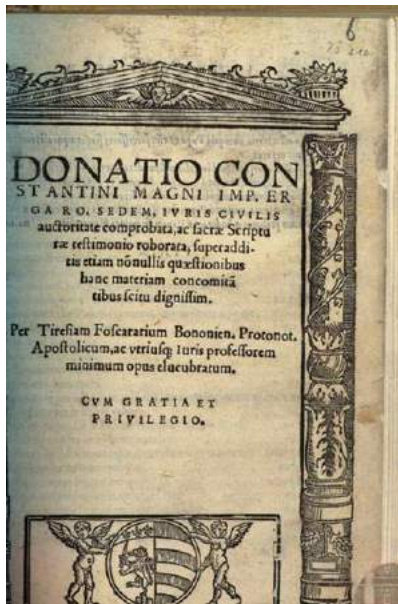 6
DONATIO CON
STANTINI MAGNI IMP. ER
GA RO. SEDEM, IVRIS CIVILIS
auctoritate comprobata, ac sacræ Scriptu
ræ testimonio roborata, superaddi-
tis etiam nõnullis quæstionibus
hanc materiam concomitã
tibus scitu dignissim.
Per Tiresiam Foscararium Bononien. Protonot.
Apostolicum, ac vtriusq; Iuris professorem
minimum opus elucubratum.
CVM GRATIA ET
PRIVILEGIO.